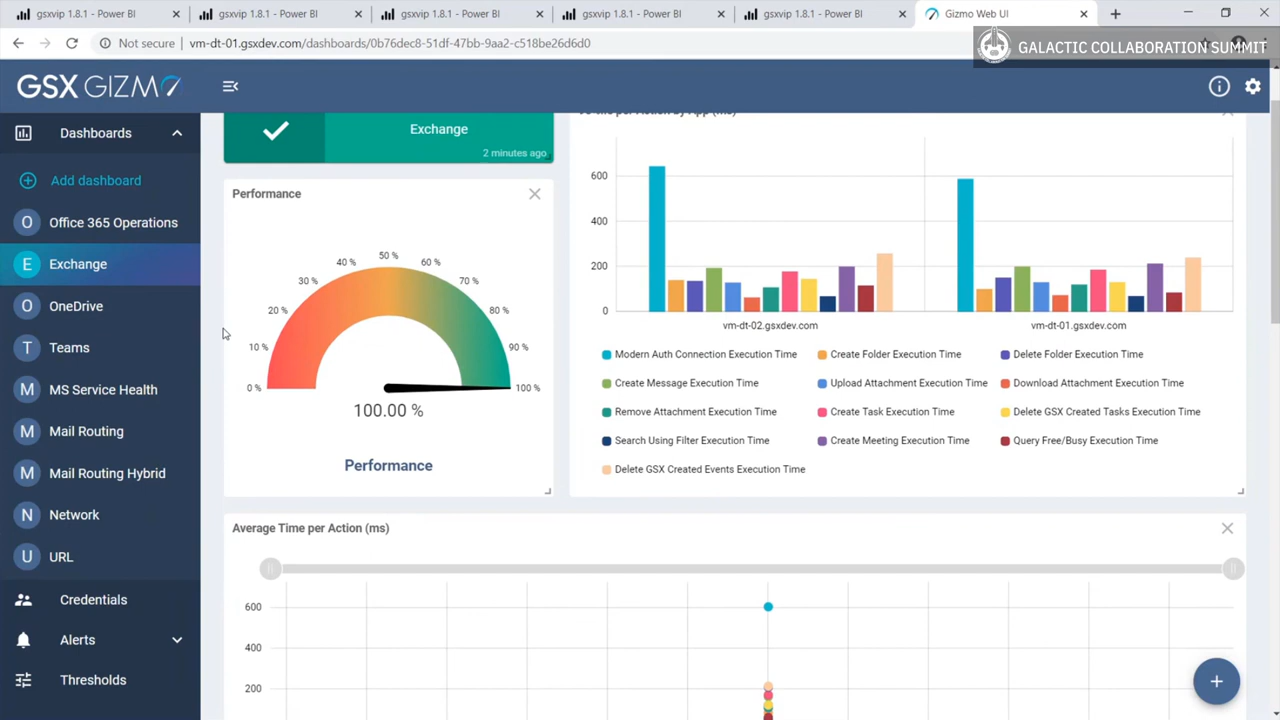 gsxvip 1.8.1 - Power BI
gsxvip 1.8.1 - Power BI
gsxvip 1.8.1 - Power BI
gsxvip 1.8.1 - Power BI
gsxvip 1.8.1 - Power BI
Gizmo Web UI
Not secure
vm-dt-01.gsxdev.com/dashboards/0b76dec8-51df-47bb-9aa2-c518be26d6d0
GALACTIC COLLABORATION SUMMIT
GSX GIZMO
Dashboards
Add dashboard
O Office 365 Operations
E Exchange
O OneDrive
T Teams
M MS Service Health
M Mail Routing
M Mail Routing Hybrid
N Network
U URL
Credentials
Alerts
Thresholds
Exchange
2 minutes ago
Performance
0 %
10 %
20 %
30 %
40 %
50 %
60 %
70 %
80 %
90 %
100 %
100.00 %
Performance
per Action by App (ms)
600
400
200
0
vm-dt-02.gsxdev.com
vm-dt-01.gsxdev.com
Modern Auth Connection Execution Time
Create Folder Execution Time
Delete Folder Execution Time
Create Message Execution Time
Upload Attachment Execution Time
Download Attachment Execution Time
Remove Attachment Execution Time
Create Task Execution Time
Delete GSX Created Tasks Execution Time
Search Using Filter Execution Time
Create Meeting Execution Time
Query Free/Busy Execution Time
Delete GSX Created Events Execution Time
Average Time per Action (ms)
600
400
200